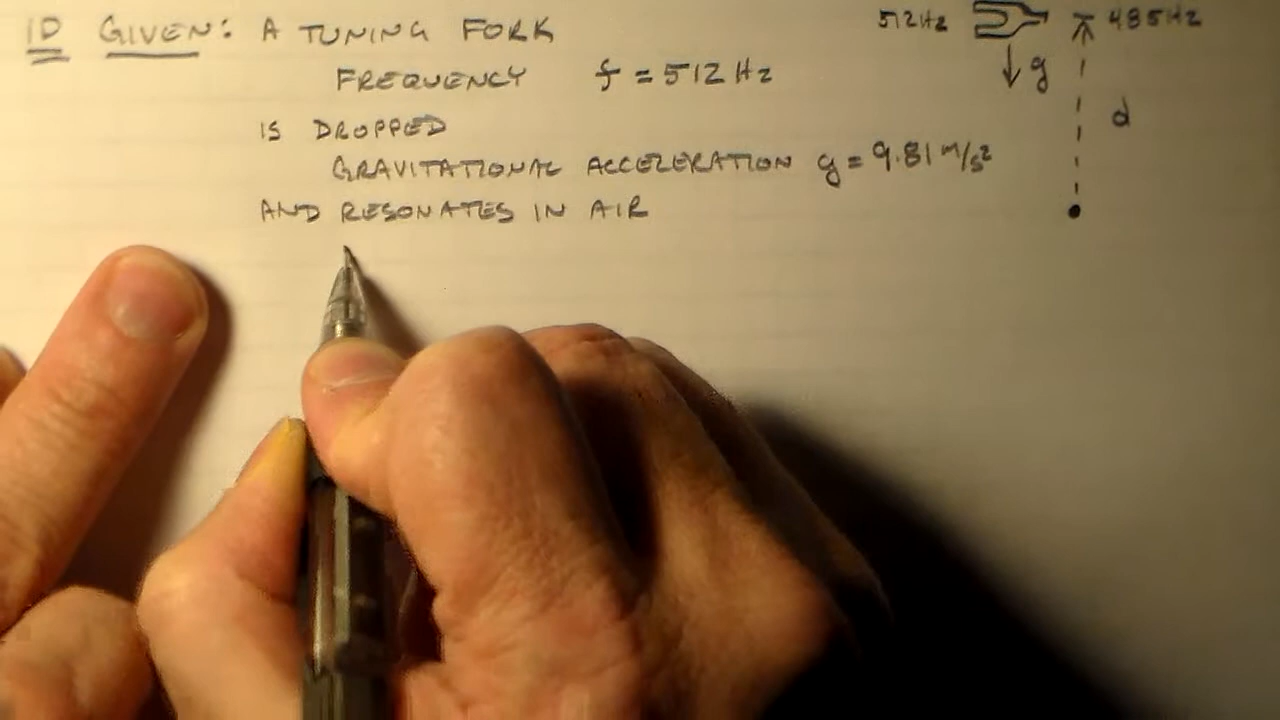 1D GIVEN: A TUNING FORK
FREQUENCY f = 512 Hz
IS DROPPED
GRAVITATIONAL ACCELERATION g = 9.81 m/s²
AND RESONATES IN AIR
512 Hz 485 Hz
g
d